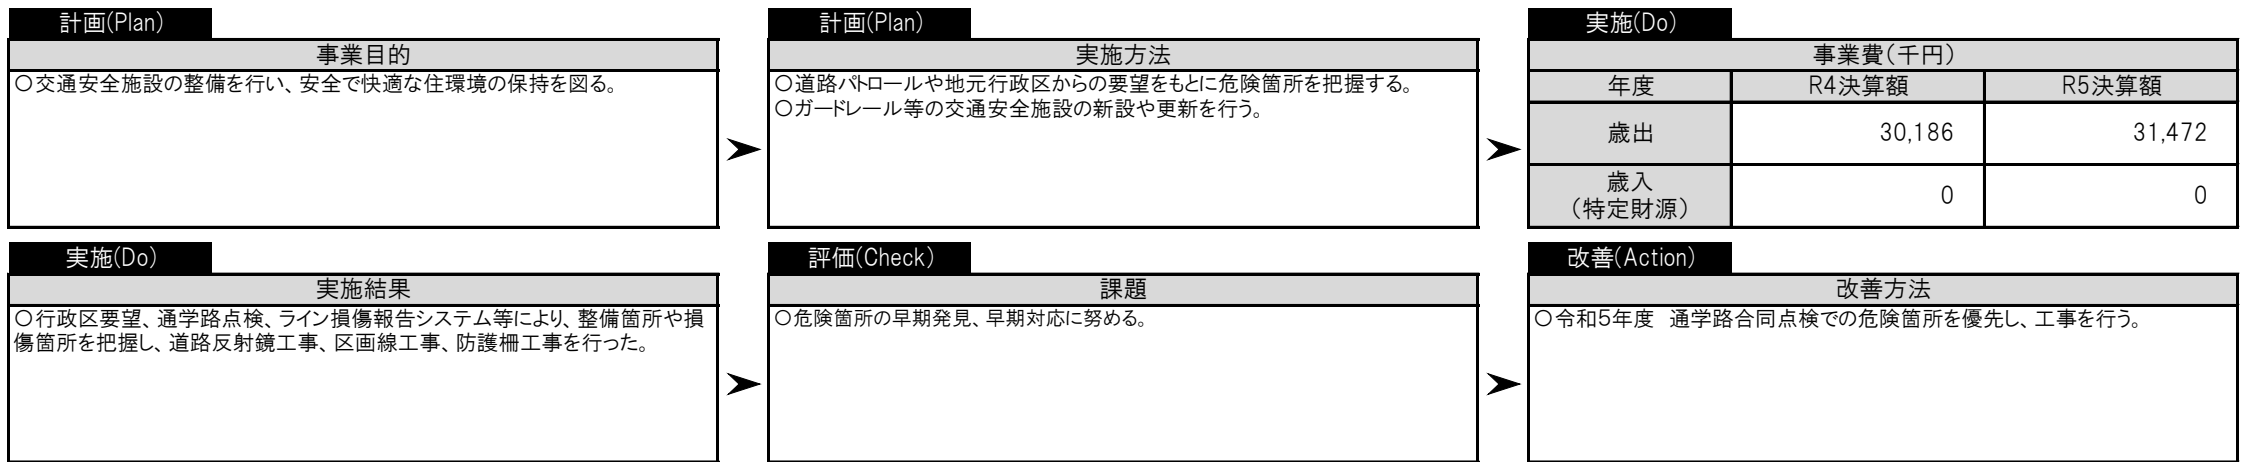 計画(Plan)
事業目的
○交通安全施設の整備を行い、安全で快適な住環境の保持を図る。
計画(Plan)
実施方法
○道路パトロールや地元行政区からの要望をもとに危険箇所を把握する。
○ガードレール等の交通安全施設の新設や更新を行う。
実施(Do)
事業費(千円)
年度 R4決算額 R5決算額
歳出 30,186 31,472
歳入
(特定財源) 0 0
実施(Do)
実施結果
○行政区要望、通学路点検、ライン損傷報告システム等により、整備箇所や損
傷箇所を把握し、道路反射鏡工事、区画線工事、防護柵工事を行った。
評価(Check)
課題
○危険箇所の早期発見、早期対応に努める。
改善(Action)
改善方法
○令和5年度　通学路合同点検での危険箇所を優先し、工事を行う。